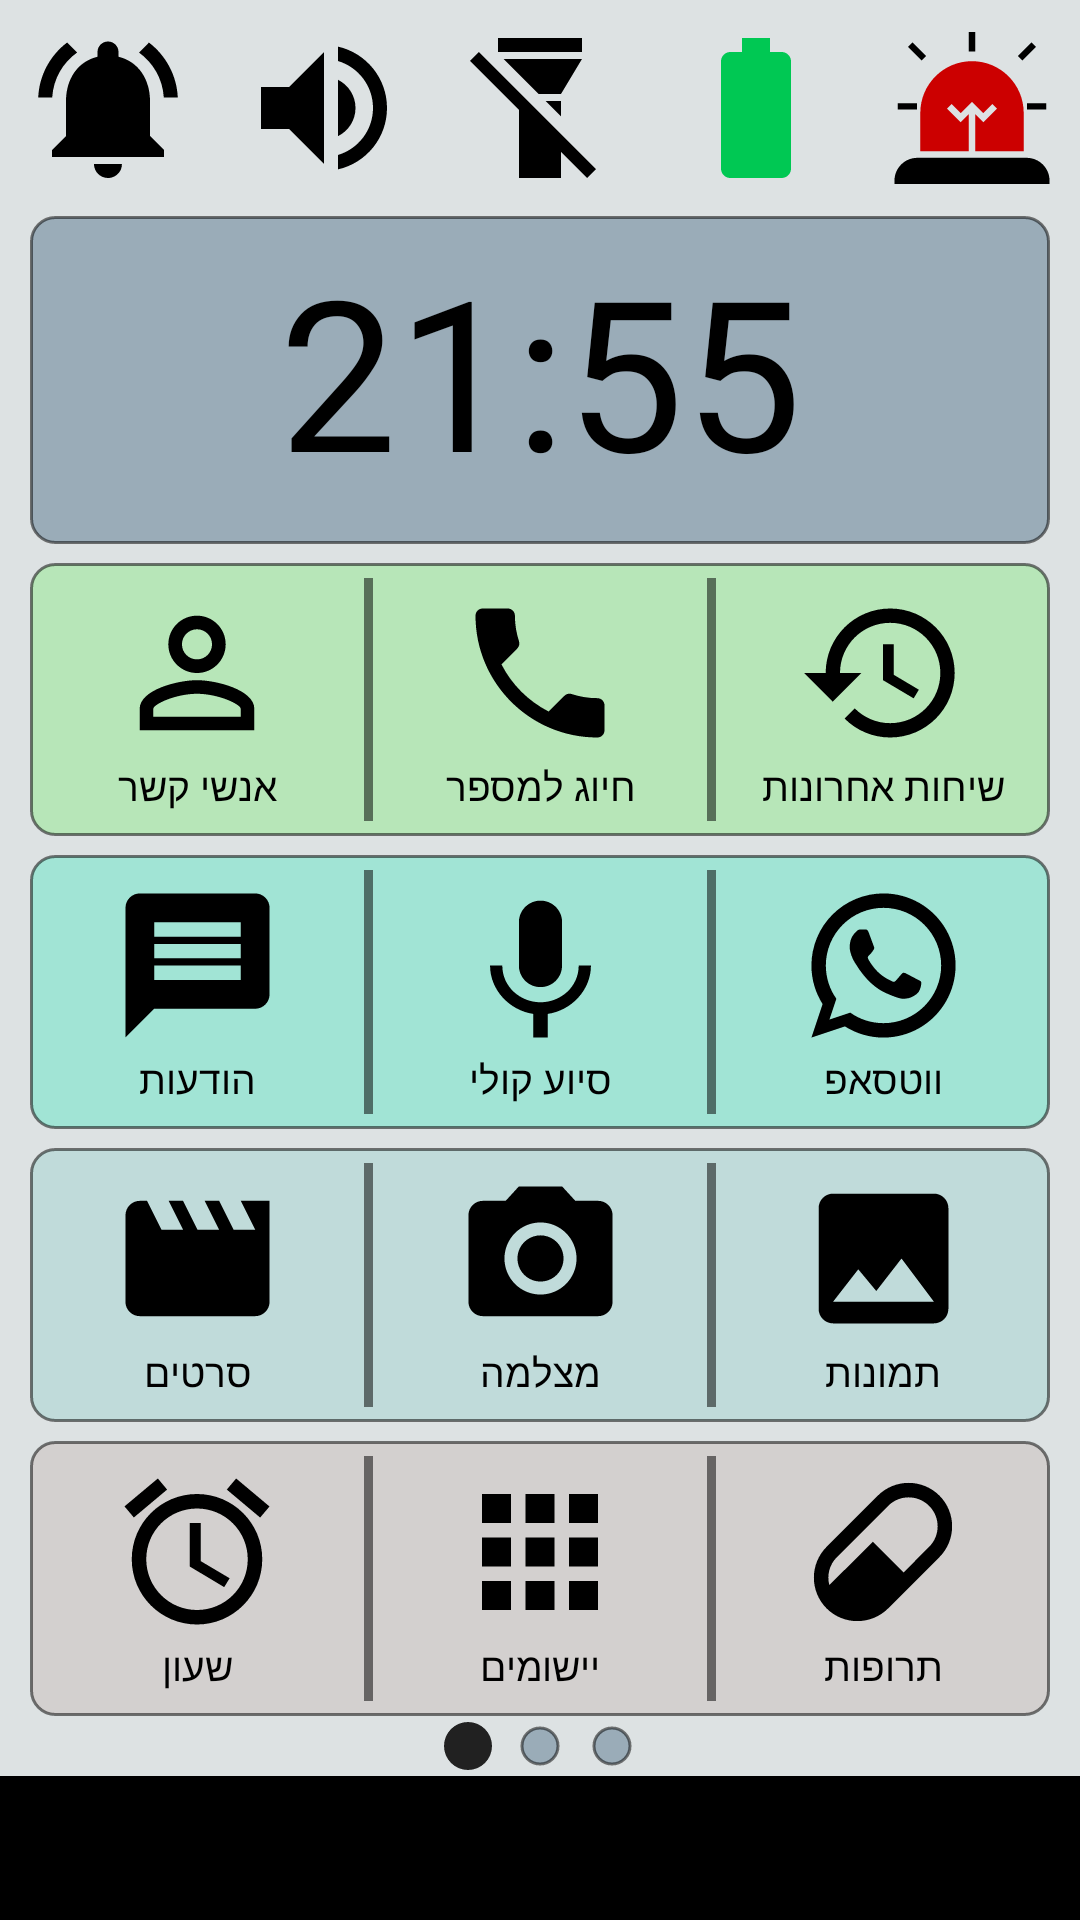 21:55
שיחות אחרונות
חיוג למספר
אנשי קשר
ווטסאפ
סיוע קולי
הודעות
תמונות
מצלמה
סרטים
תרופות
יישומים
שעון